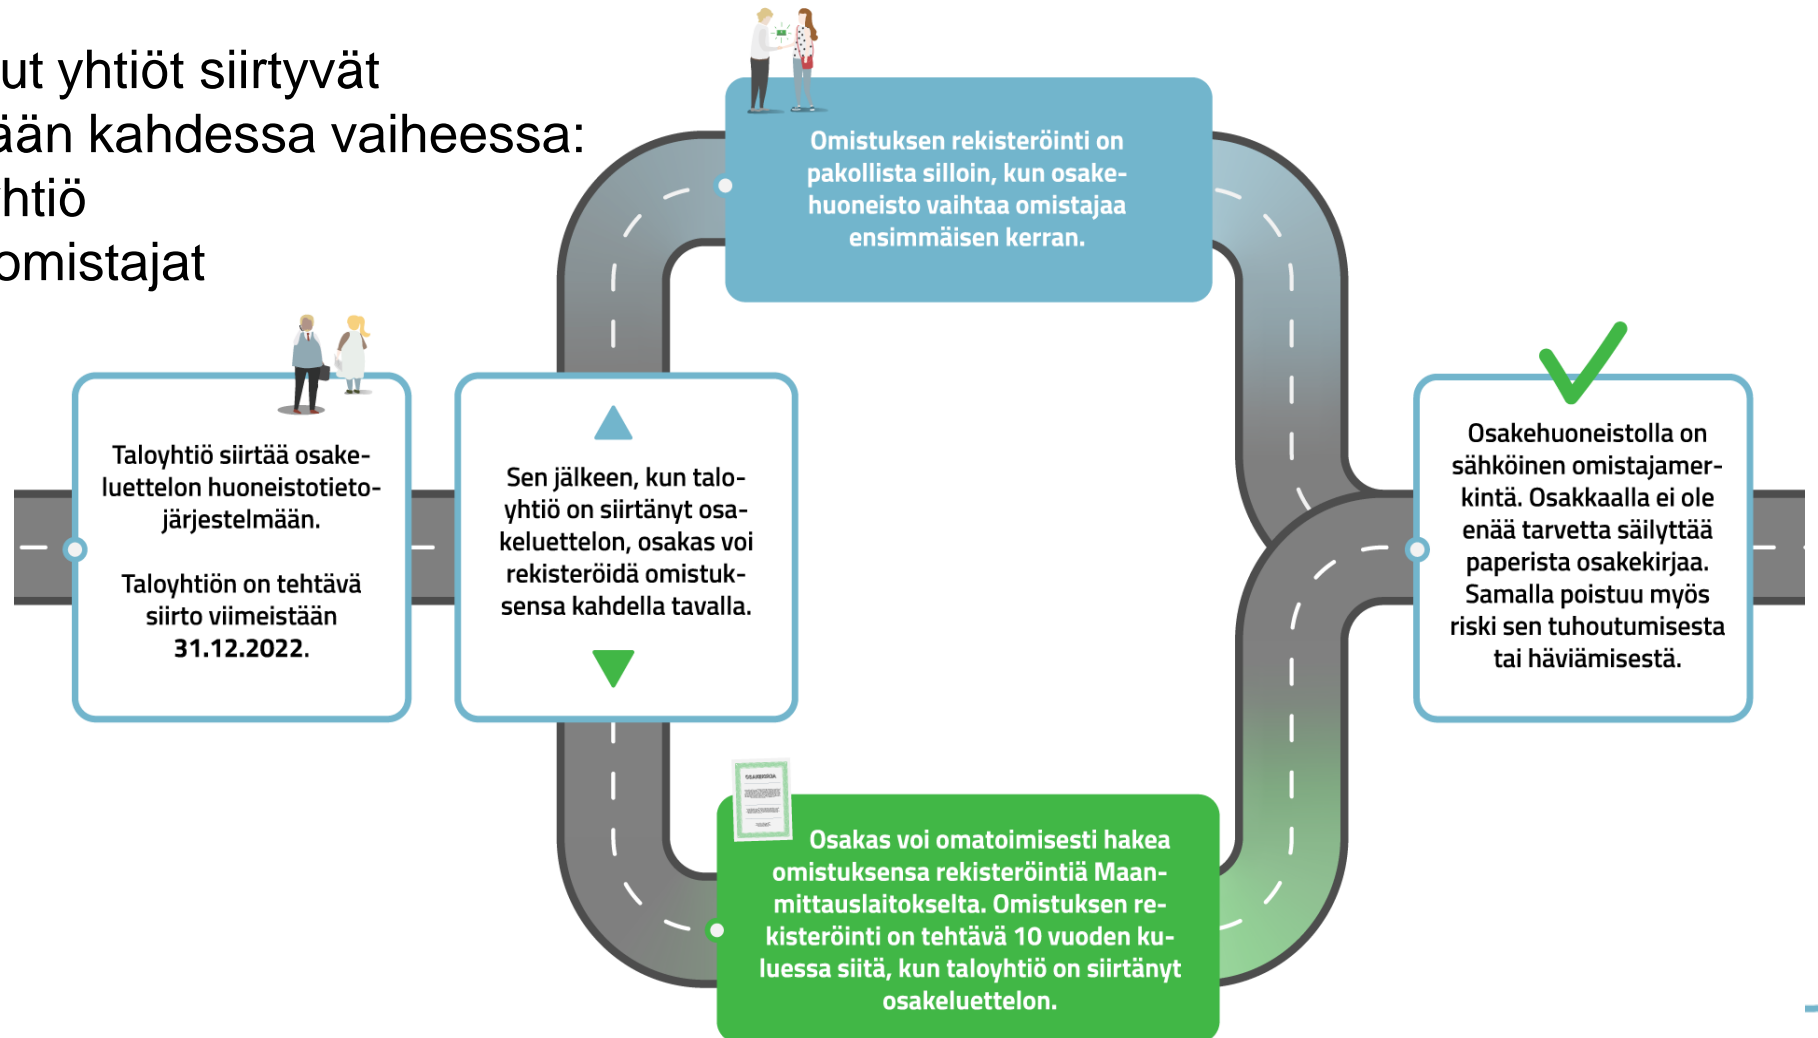 ut yhtiöt siirtyvät
ään kahdessa vaiheessa:
htiö
omistajat
Omistuksen rekisteröinti on
pakollista silloin, kun osake-
huoneisto vaihtaa omistajaa
ensimmäisen kerran.
Taloyhtiö siirtää osake-
luettelon huoneistotieto-
järjestelmään.
Taloyhtiön on tehtävä
siirto viimeistään
31.12.2022.
Sen jälkeen, kun talo-
yhtiö on siirtänyt osa-
keluettelon, osakas voi
rekisteröidä omistuk-
sensa kahdella tavalla.
Osakehuoneistolla on
sähköinen omistajamer-
kintä. Osakkaalla ei ole
enää tarvetta säilyttää
paperista osakekirjaa.
Samalla poistuu myös
riski sen tuhoutumisesta
tai häviämisestä.
OSAKEKIRJA
Osakas voi omatoimisesti hakea
omistuksensa rekisteröintiä Maan-
mittauslaitokselta. Omistuksen re-
kisteröinti on tehtävä 10 vuoden ku-
luessa siitä, kun taloyhtiö on siirtänyt
osakeluettelon.